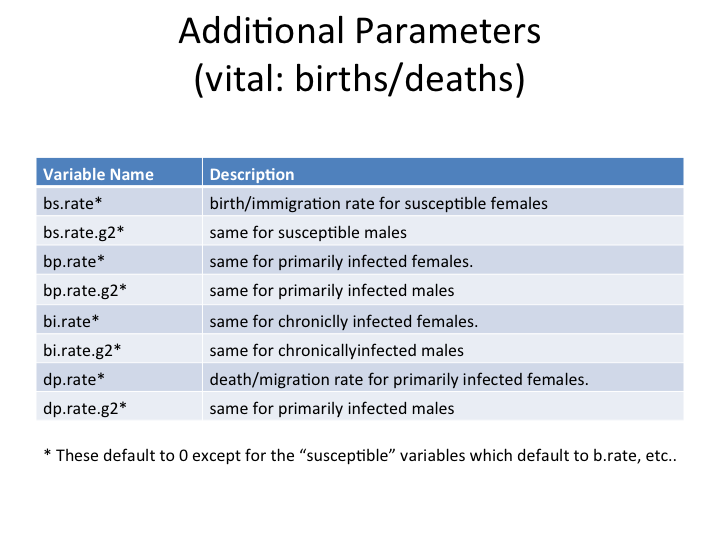 Additional Parameters
(vital: births/deaths)
Variable Name Description
bs.rate* birth/immigration rate for susceptible females
bs.rate.g2* same for susceptible males
bp.rate* same for primarily infected females.
bp.rate.g2* same for primarily infected males
bi.rate* same for chroniclly infected females.
bi.rate.g2* same for chronicallyinfected males
dp.rate* death/migration rate for primarily infected females.
dp.rate.g2* same for primarily infected males
* These default to 0 except for the “susceptible” variables which default to b.rate, etc..